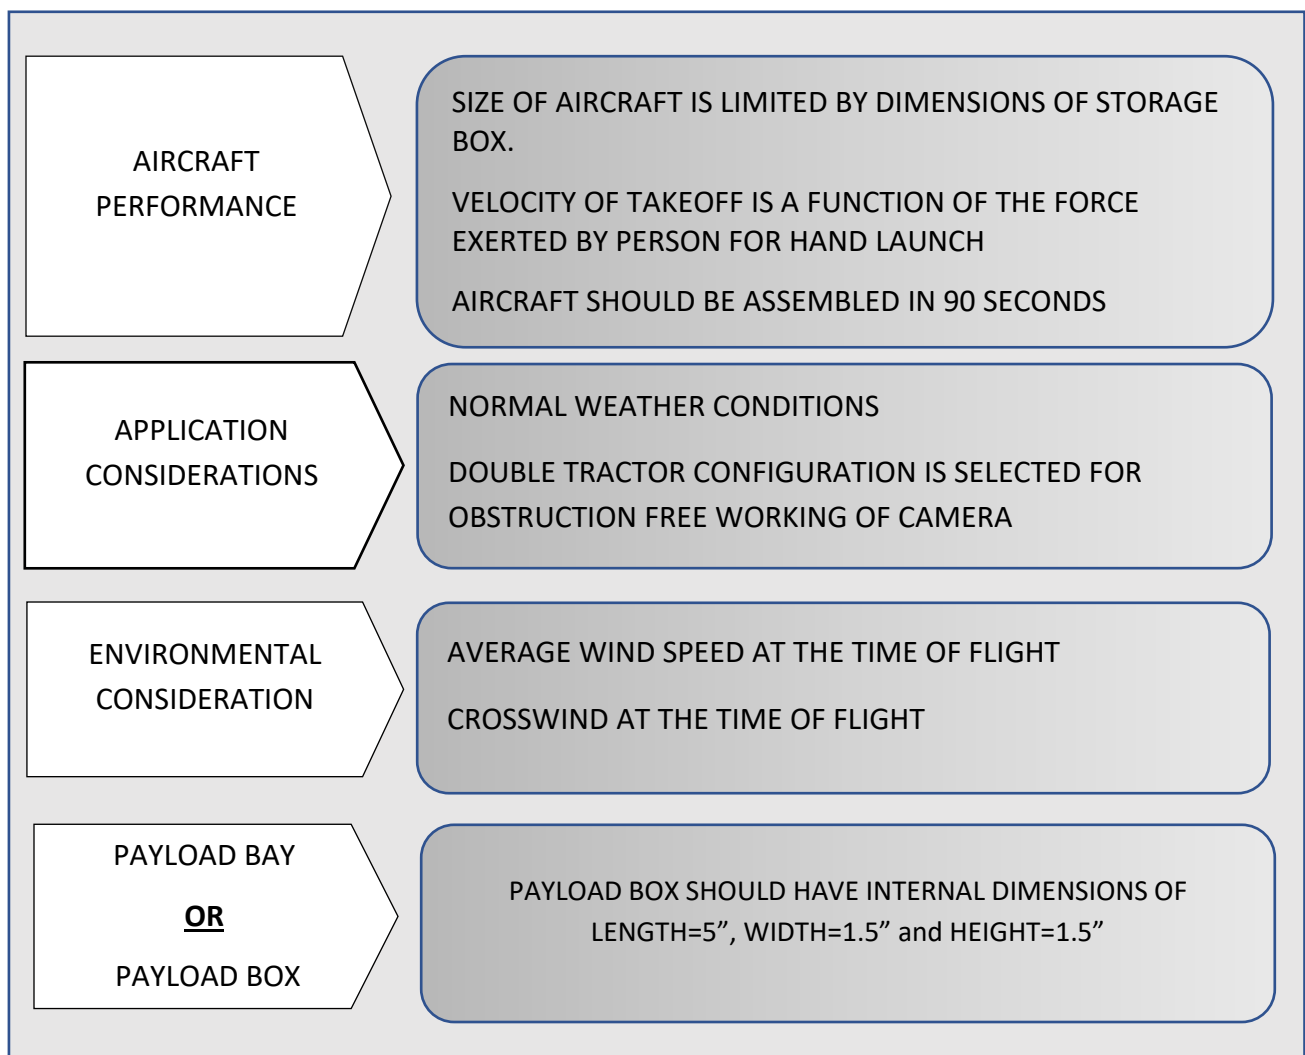 AIRCRAFT
PERFORMANCE
SIZE OF AIRCRAFT IS LIMITED BY DIMENSIONS OF STORAGE
BOX.
VELOCITY OF TAKEOFF IS A FUNCTION OF THE FORCE
EXERTED BY PERSON FOR HAND LAUNCH
AIRCRAFT SHOULD BE ASSEMBLED IN 90 SECONDS
APPLICATION
CONSIDERATIONS
NORMAL WEATHER CONDITIONS
DOUBLE TRACTOR CONFIGURATION IS SELECTED FOR
OBSTRUCTION FREE WORKING OF CAMERA
ENVIRONMENTAL
CONSIDERATION
AVERAGE WIND SPEED AT THE TIME OF FLIGHT
CROSSWIND AT THE TIME OF FLIGHT
PAYLOAD BAY
OR
PAYLOAD BOX
PAYLOAD BOX SHOULD HAVE INTERNAL DIMENSIONS OF
LENGTH=5”, WIDTH=1.5” and HEIGHT=1.5”